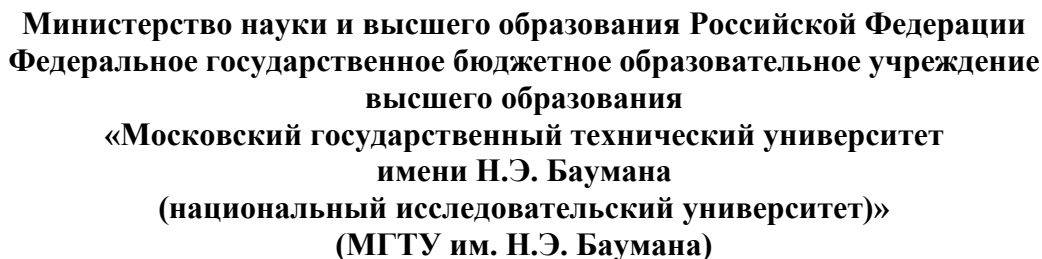 Министерство науки и высшего образования Российской Федерации
Федеральное государственное бюджетное образовательное учреждение
высшего образования
«Московский государственный технический университет
имени Н.Э. Баумана
(национальный исследовательский университет)»
(МГТУ им. Н.Э. Баумана)